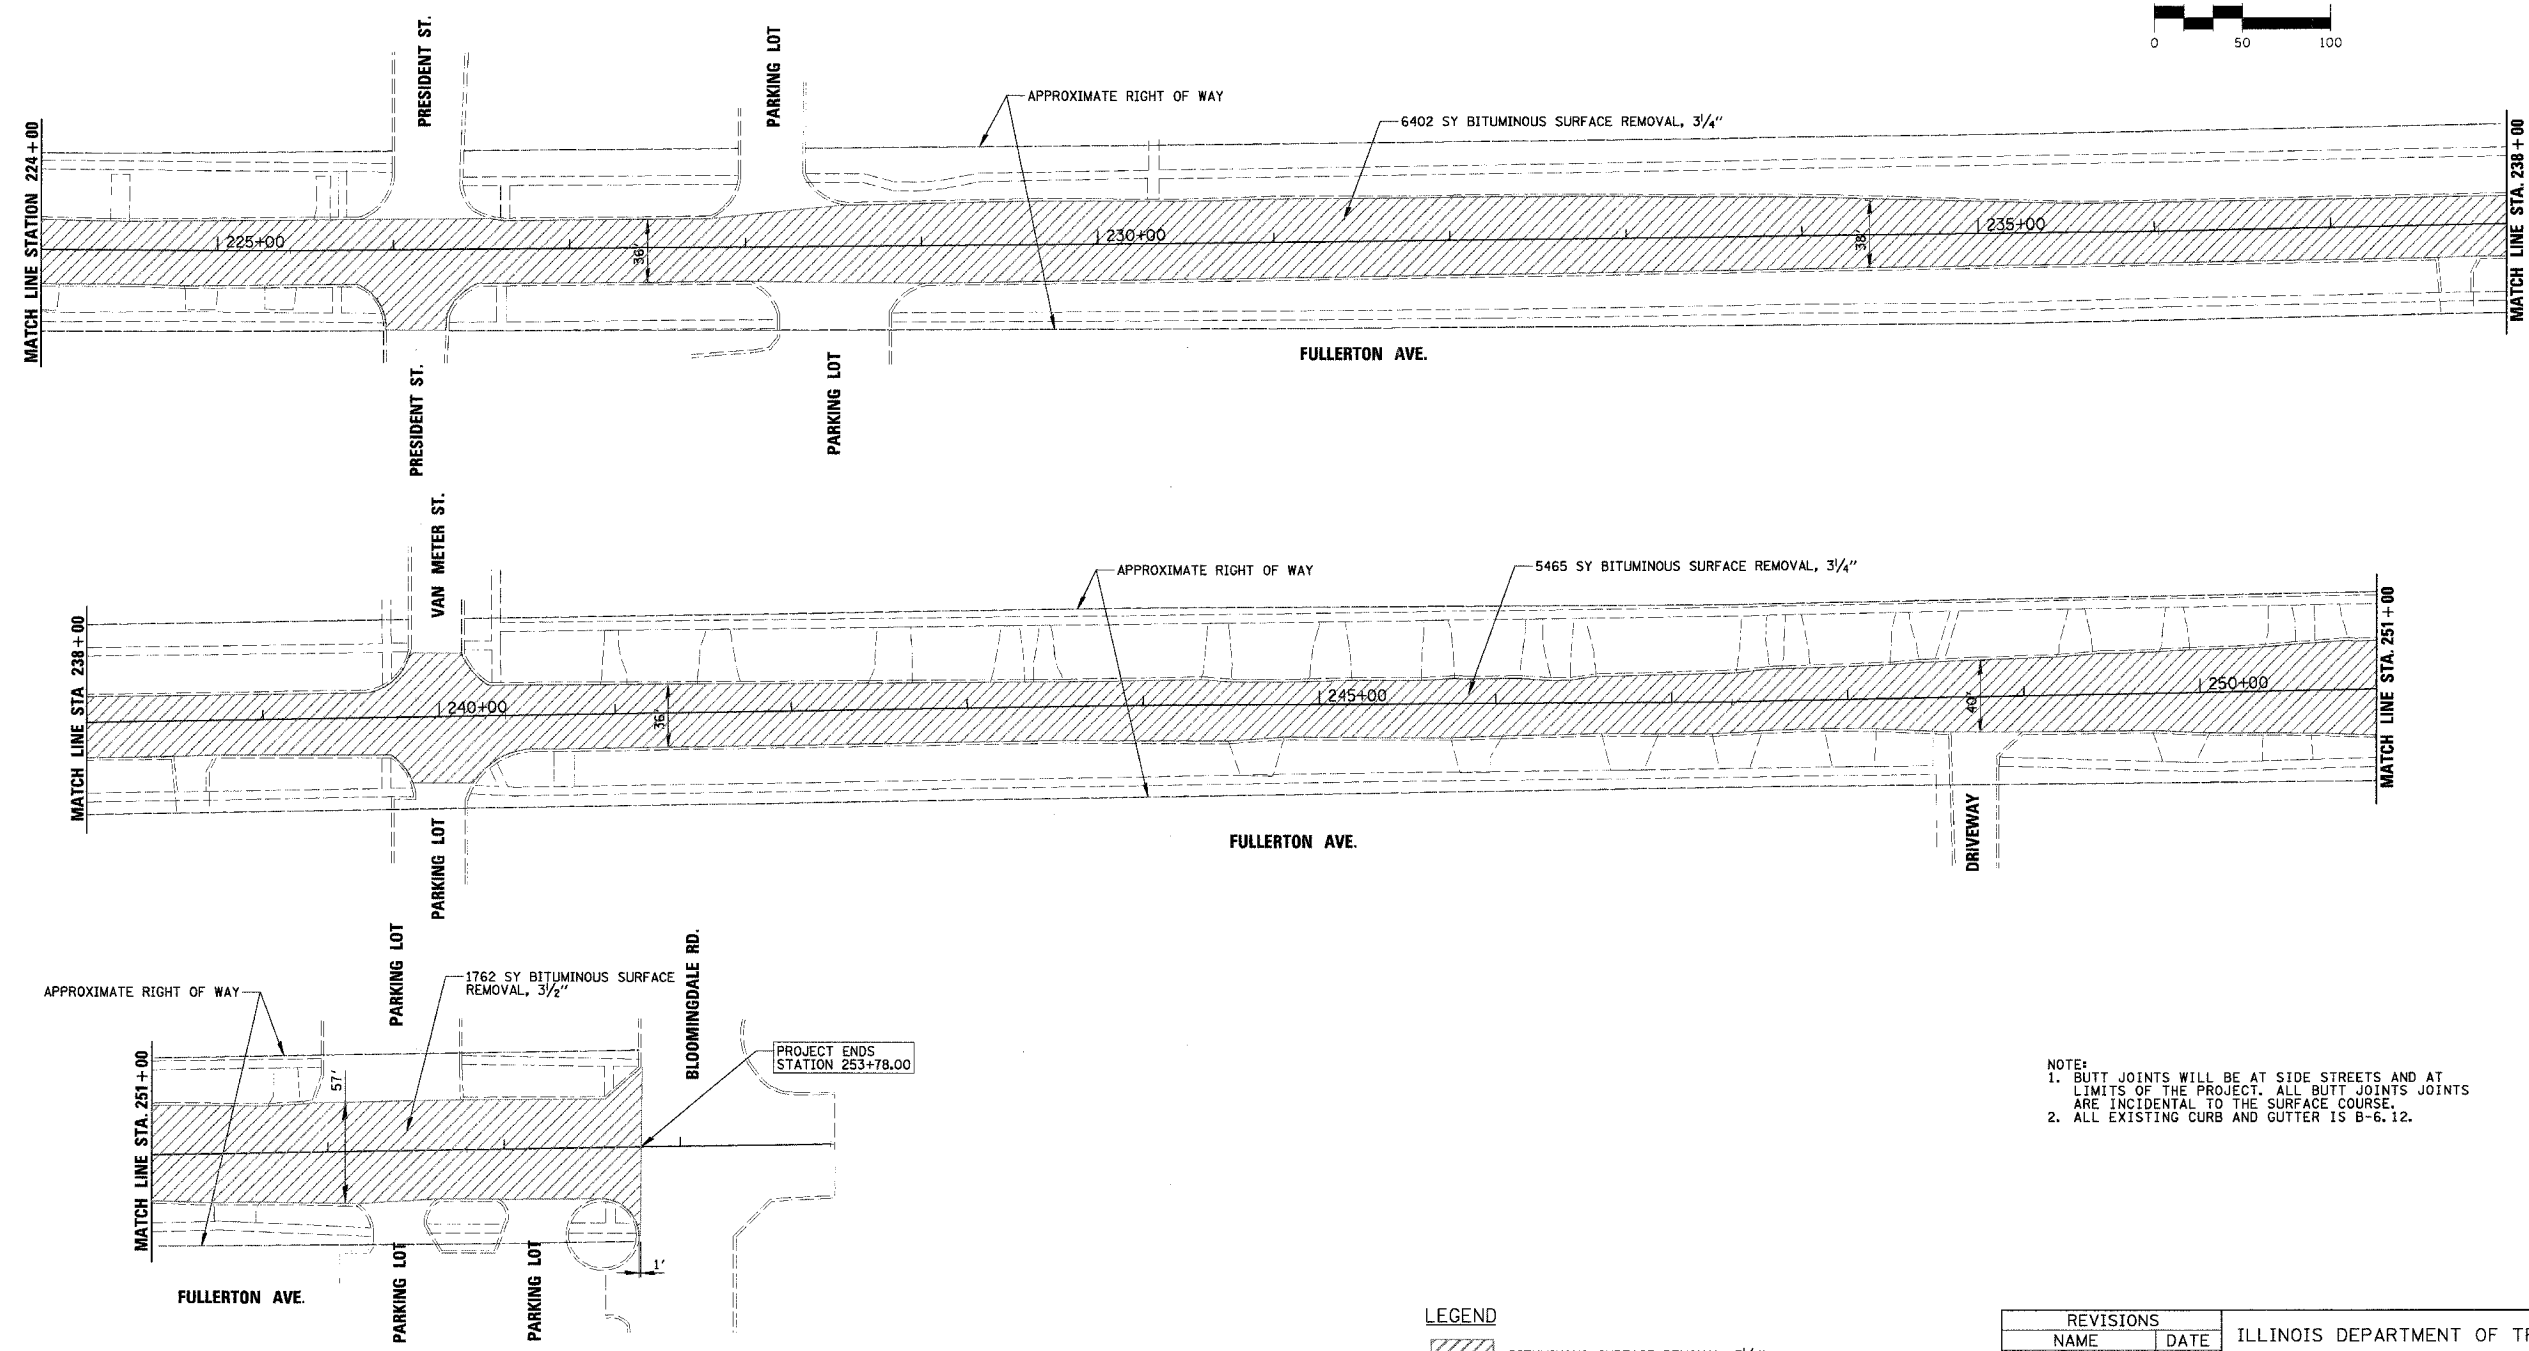 0 50 100
PRESIDENT ST.
PARKING LOT
APPROXIMATE RIGHT OF WAY
6402 SY BITUMINOUS SURFACE REMOVAL, 3 1/4"
MATCH LINE STATION 224+00
MATCH LINE STA. 238+00
225+00
230+00
235+00
36'
38'
FULLERTON AVE.
PRESIDENT ST.
PARKING LOT
VAN METER ST.
APPROXIMATE RIGHT OF WAY
5465 SY BITUMINOUS SURFACE REMOVAL, 3 1/4"
MATCH LINE STA 238+00
MATCH LINE STA. 251+00
240+00
245+00
250+00
36'
40'
FULLERTON AVE.
PARKING LOT
DRIVEWAY
PARKING LOT
BLOOMINGDALE RD.
1762 SY BITUMINOUS SURFACE
REMOVAL, 3 1/2"
APPROXIMATE RIGHT OF WAY
PROJECT ENDS
STATION 253+78.00
MATCH LINE STA. 251+00
57'
1'
FULLERTON AVE.
PARKING LOT
PARKING LOT
NOTE:
1. BUTT JOINTS WILL BE AT SIDE STREETS AND AT
LIMITS OF THE PROJECT. ALL BUTT JOINTS JOINTS
ARE INCIDENTAL TO THE SURFACE COURSE.
2. ALL EXISTING CURB AND GUTTER IS B-6.12.
LEGEND
REVISIONS
NAME DATE
ILLINOIS DEPARTMENT OF